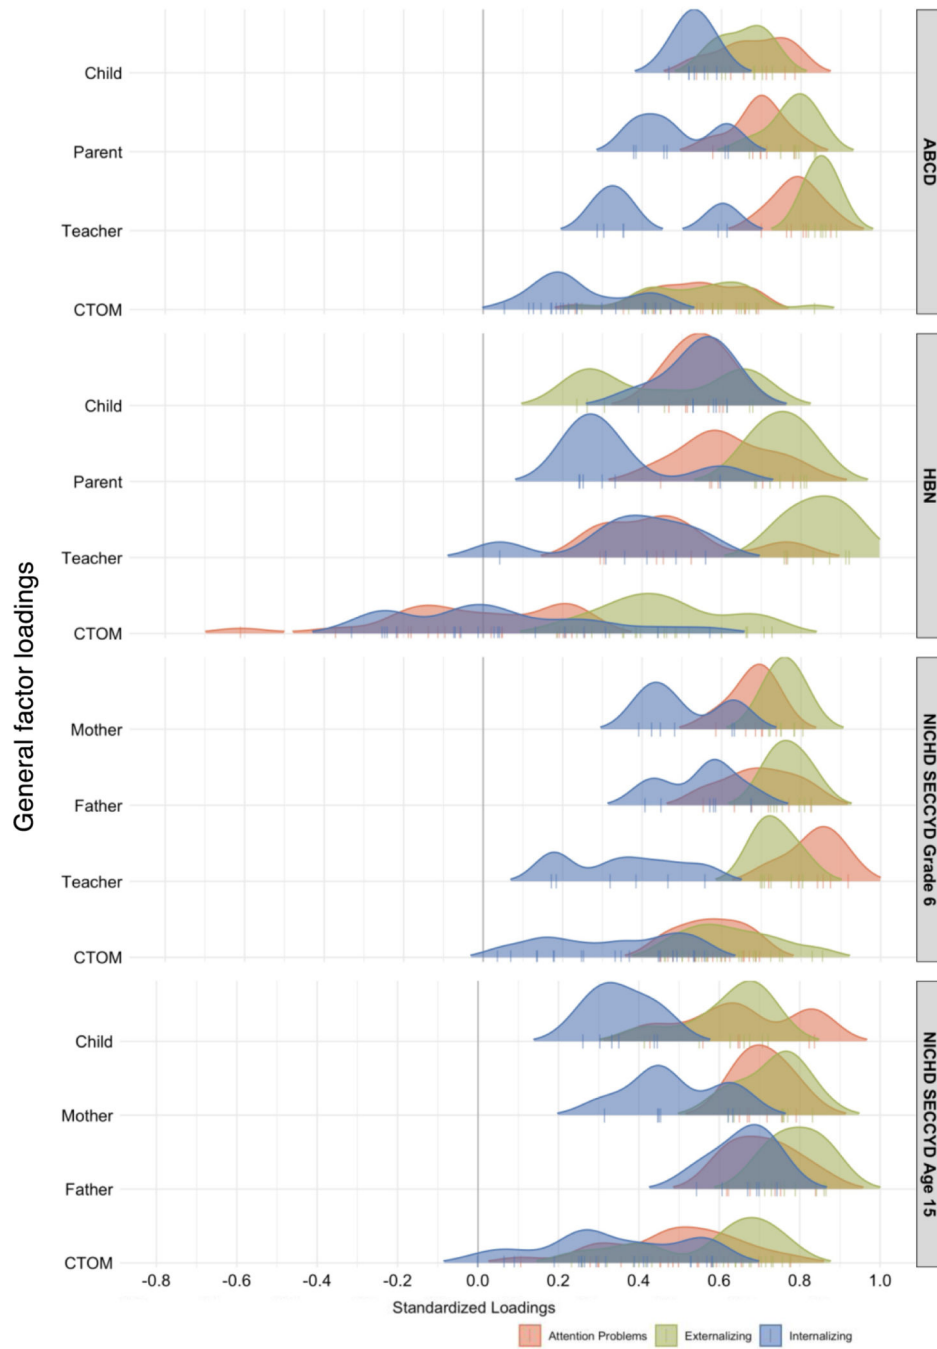 General factor loadings
Child
Parent
Teacher
CTOM
ABCD
Child
Parent
Teacher
CTOM
HBN
Mother
Father
Teacher
CTOM
NICHD SECCYD Grade 6
Child
Mother
Father
CTOM
NICHD SECCYD Age 15
-0.8 -0.6 -0.4 -0.2 0.0 0.2 0.4 0.6 0.8 1.0
Standardized Loadings
Attention Problems Externalizing Internalizing